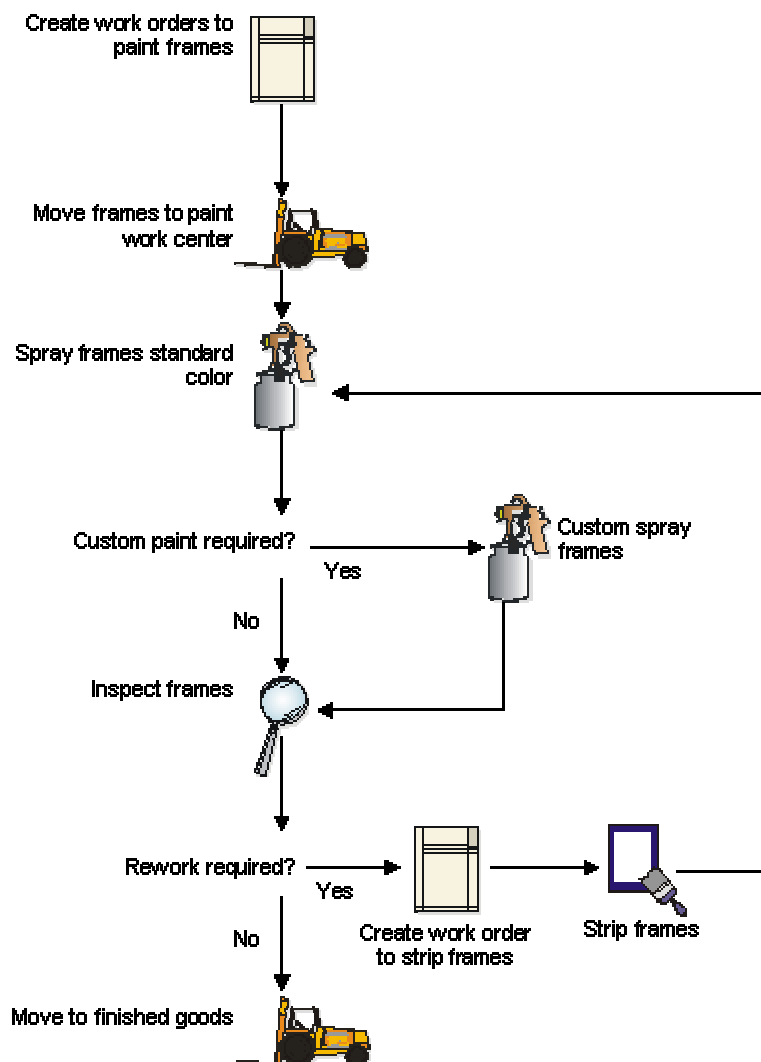 Create work orders to
paint frames
Move frames to paint
work center
Spray frames standard
color
Custom paint required?
Yes
Custom spray
frames
No
Inspect frames
Rework required?
Yes
Create work order
to strip frames
Strip frames
No
Move to finished goods